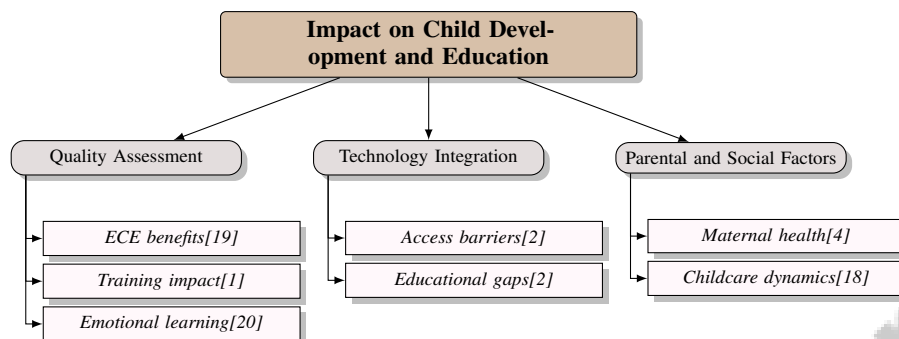 Impact on Child Devel-
opment and Education
Quality Assessment
Technology Integration
Parental and Social Factors
ECE benefits[19]
Training impact[1]
Emotional learning[20]
Access barriers[2]
Educational gaps[2]
Maternal health[4]
Childcare dynamics[18]